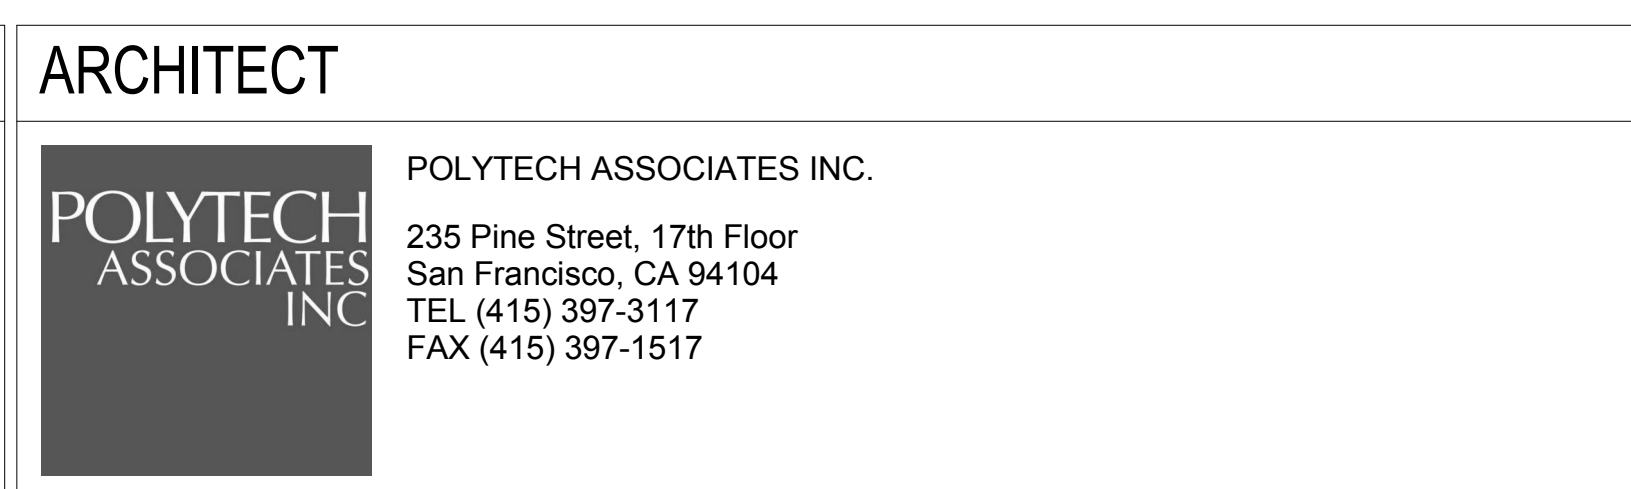 ARCHITECT
POLYTECH
ASSOCIATES
INC
POLYTECH ASSOCIATES INC.
235 Pine Street, 17th Floor
San Francisco, CA 94104
TEL (415) 397-3117
FAX (415) 397-1517